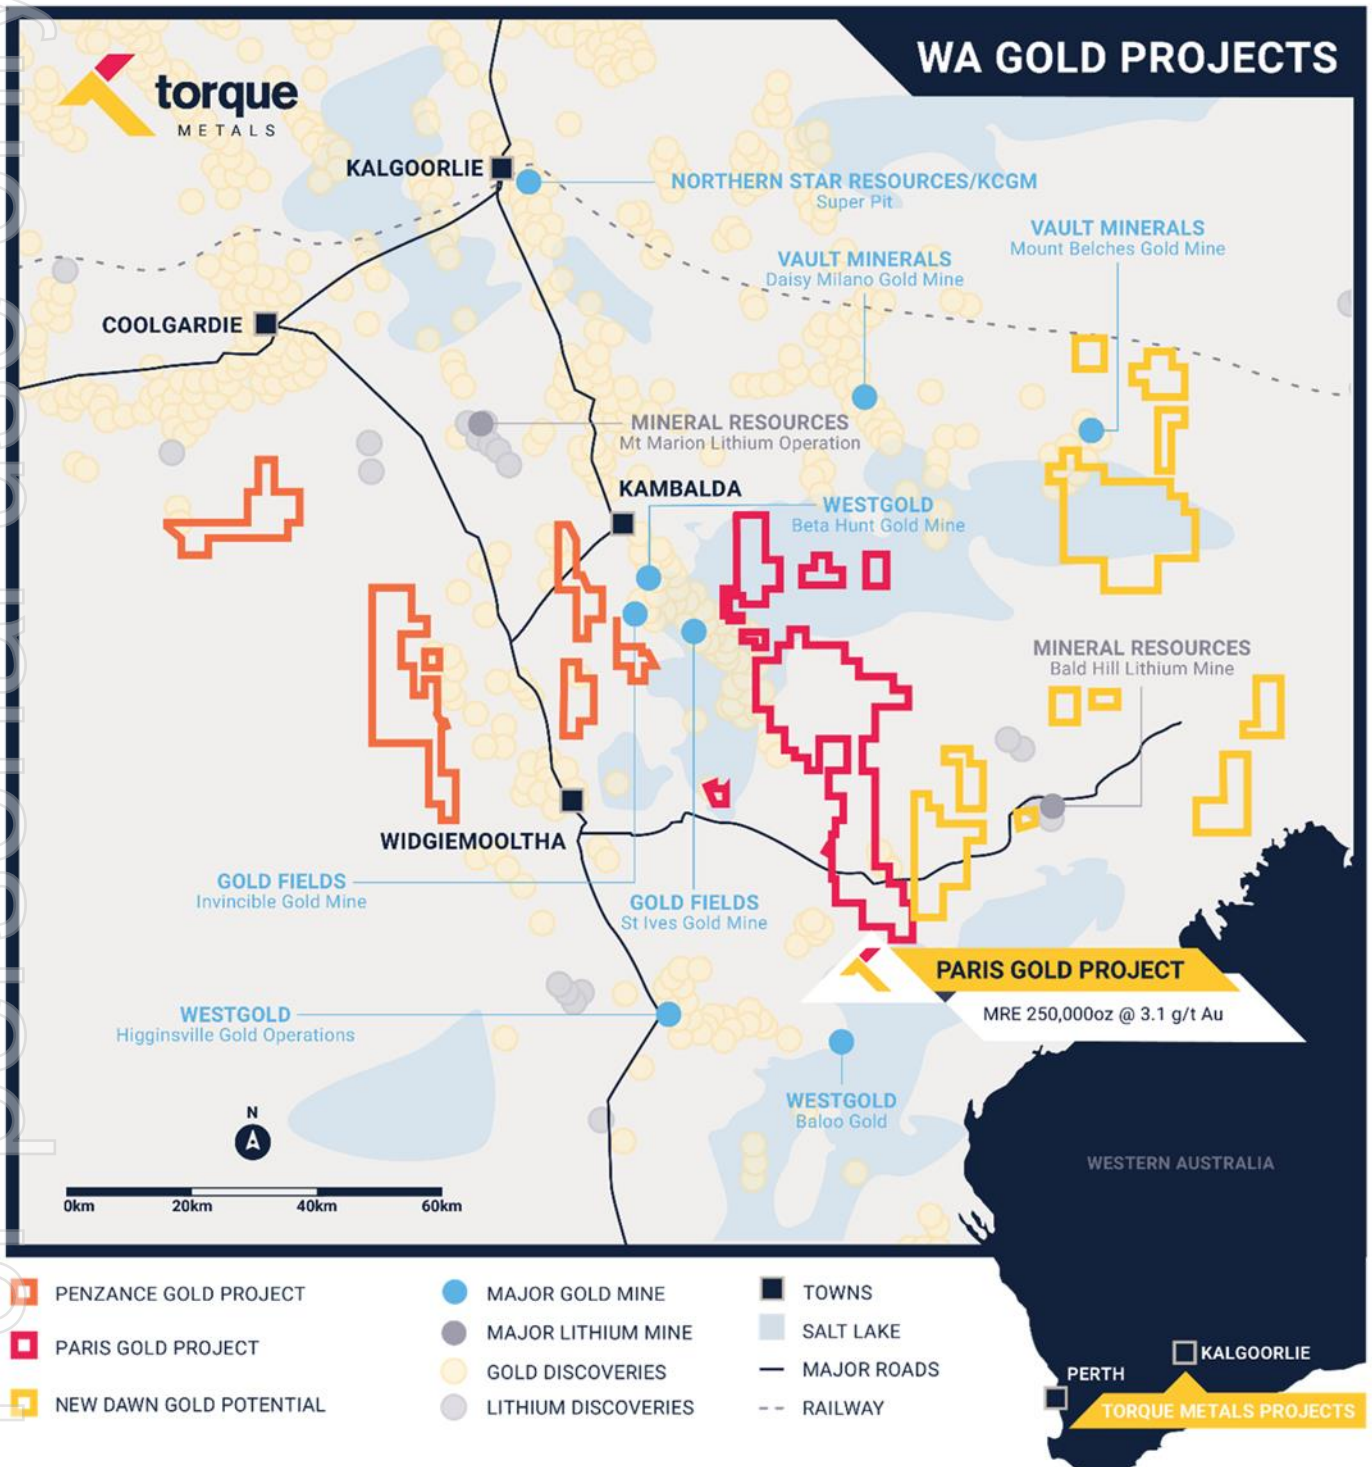 WA GOLD PROJECTS
torque
METALS
KALGOORLIE
NORTHERN STAR RESOURCES/KCGM
Super Pit
VAULT MINERALS
Mount Belches Gold Mine
VAULT MINERALS
Daisy Milano Gold Mine
COOLGARDIE
MINERAL RESOURCES
Mt Marion Lithium Operation
KAMBALDA
WESTGOLD
Beta Hunt Gold Mine
MINERAL RESOURCES
Bald Hill Lithium Mine
WIDGIEMOOLTHA
GOLD FIELDS
Invincible Gold Mine
GOLD FIELDS
St Ives Gold Mine
PARIS GOLD PROJECT
MRE 250,000oz @ 3.1 g/t Au
WESTGOLD
Higginsville Gold Operations
WESTGOLD
Baloo Gold
N
0km 20km 40km 60km
WESTERN AUSTRALIA
PENZANCE GOLD PROJECT
PARIS GOLD PROJECT
NEW DAWN GOLD POTENTIAL
MAJOR GOLD MINE
MAJOR LITHIUM MINE
GOLD DISCOVERIES
LITHIUM DISCOVERIES
TOWNS
SALT LAKE
MAJOR ROADS
RAILWAY
KALGOORLIE
PERTH
TORQUE METALS PROJECTS